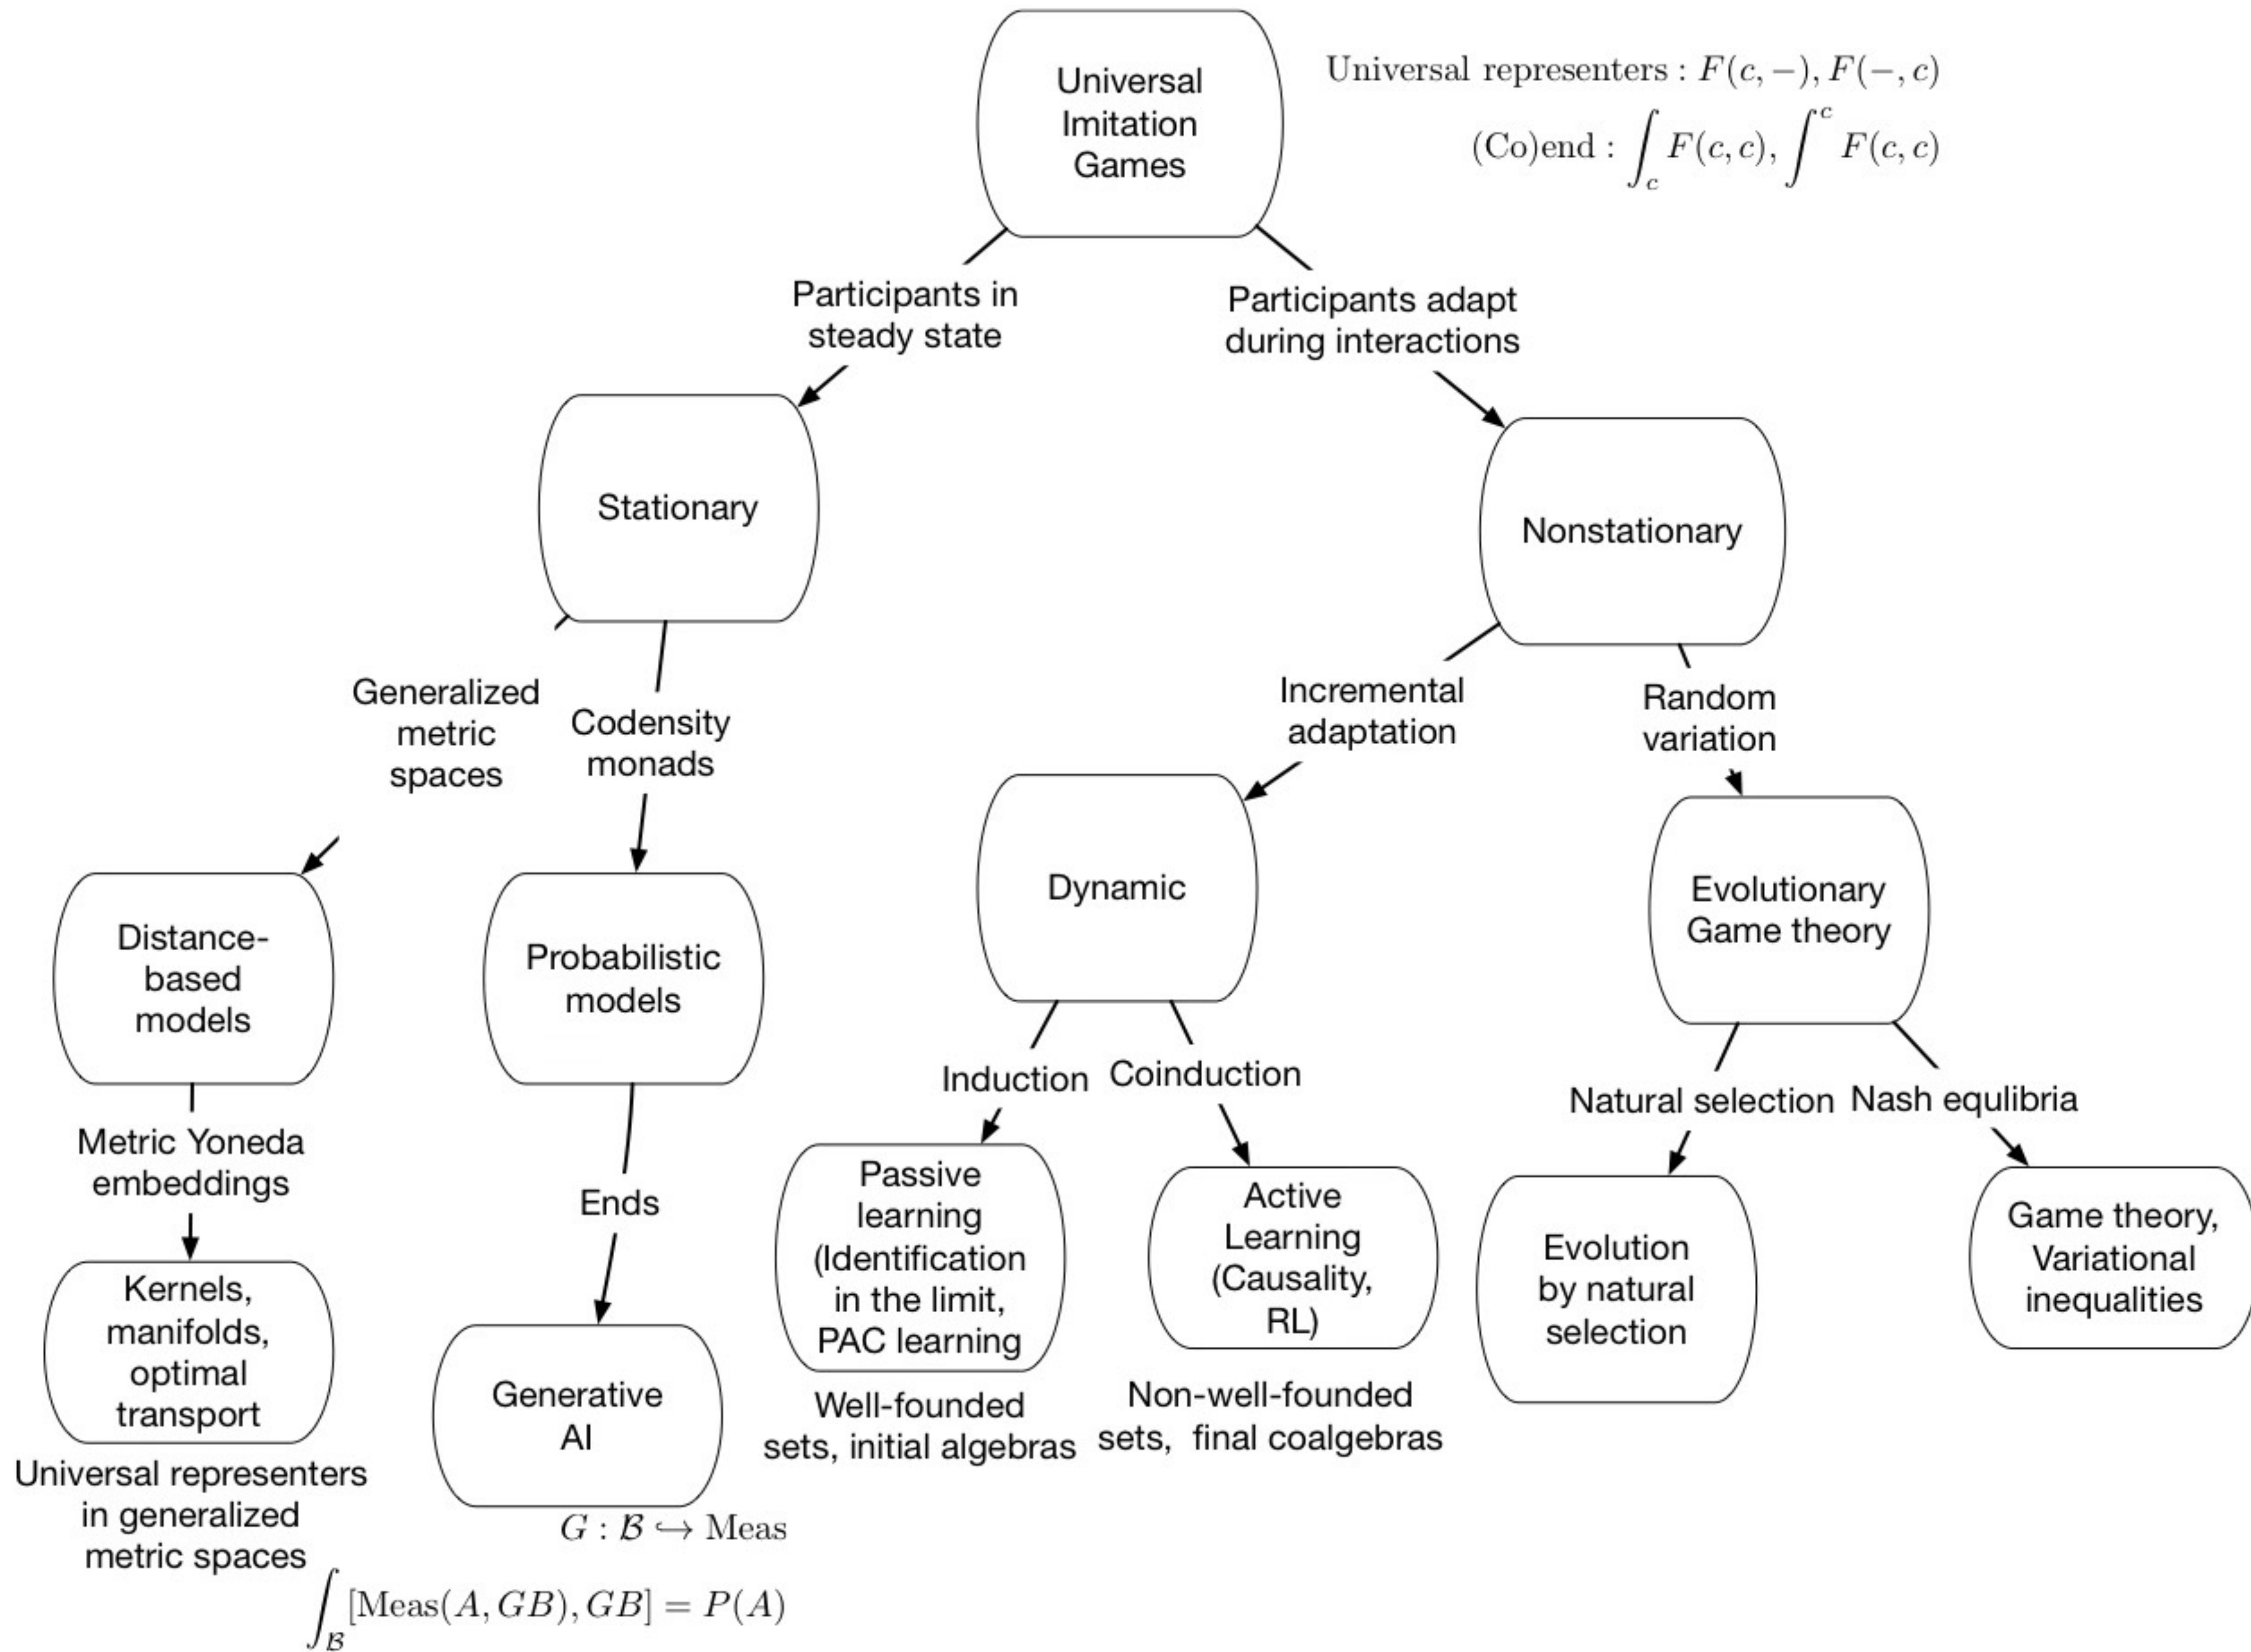 Universal
Imitation
Games
Universal representers : F(c, −), F(−, c)
(Co)end : ∫_c F(c, c), ∫^c F(c, c)
Participants in
steady state
Participants adapt
during interactions
Stationary
Nonstationary
Generalized
metric
spaces
Codensity
monads
Incremental
adaptation
Random
variation
Distance-
based
models
Probabilistic
models
Dynamic
Evolutionary
Game theory
Metric Yoneda
embeddings
Ends
Induction
Coinduction
Natural selection
Nash equlibria
Kernels,
manifolds,
optimal
transport
Generative
AI
Passive
learning
(Identification
in the limit,
PAC learning
Active
Learning
(Causality,
RL)
Evolution
by natural
selection
Game theory,
Variational
inequalities
Universal representers
in generalized
metric spaces
Well-founded
sets, initial algebras
Non-well-founded
sets, final coalgebras
G : ℬ ↪ Meas
∫_ℬ [Meas(A, GB), GB] = P(A)